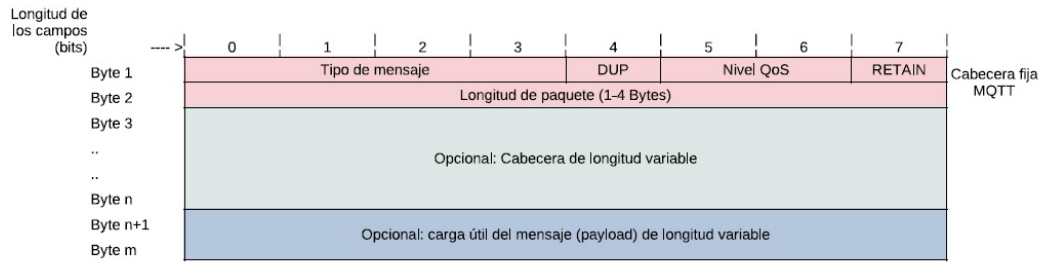 Longitud de
los campos
(bits)
---- >
0 1 2 3 4 5 6 7
Byte 1
Tipo de mensaje
DUP
Nivel QoS
RETAIN
Cabecera fija
MQTT
Byte 2
Longitud de paquete (1-4 Bytes)
Byte 3
..
..
Opcional: Cabecera de longitud variable
Byte n
Byte n+1
Opcional: carga útil del mensaje (payload) de longitud variable
Byte m